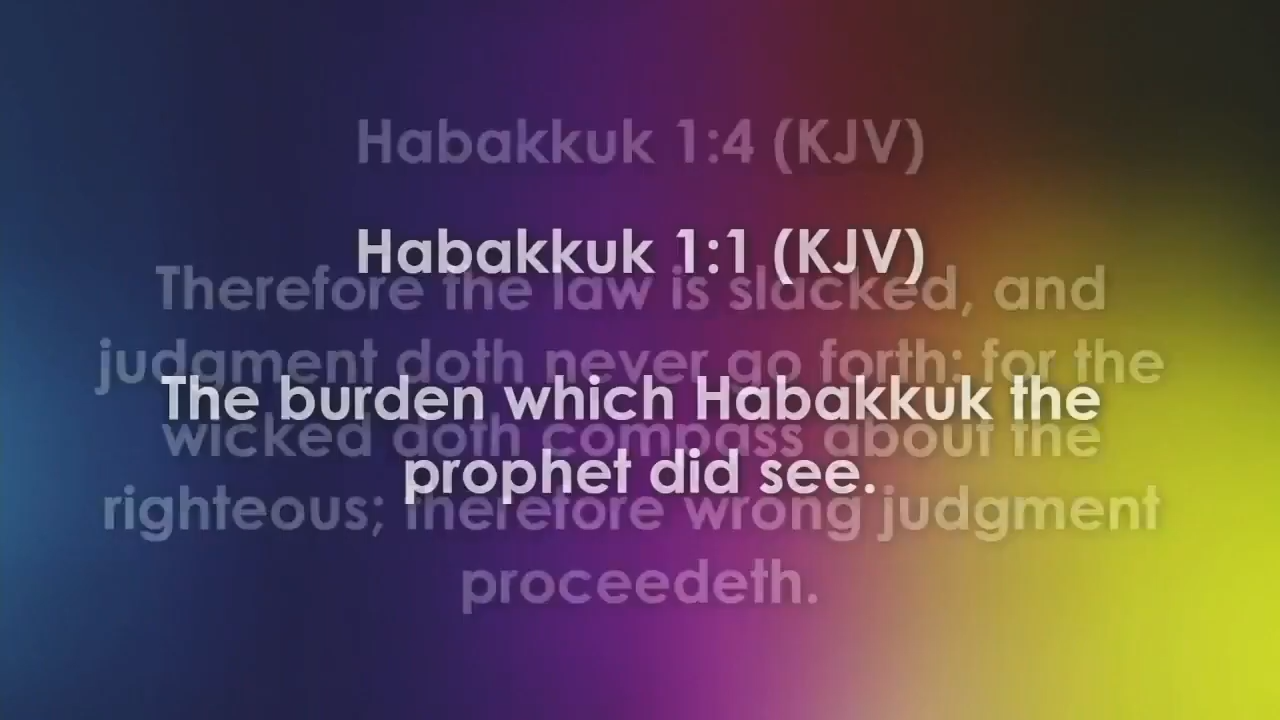 Habakkuk 1:4 (KJV)
Habakkuk 1:1 (KJV)
Therefore the law is slacked, and
judgment doth never go forth: for the
The burden which Habakkuk the
wicked doth compass about the
prophet did see.
righteous; therefore wrong judgment
proceedeth.